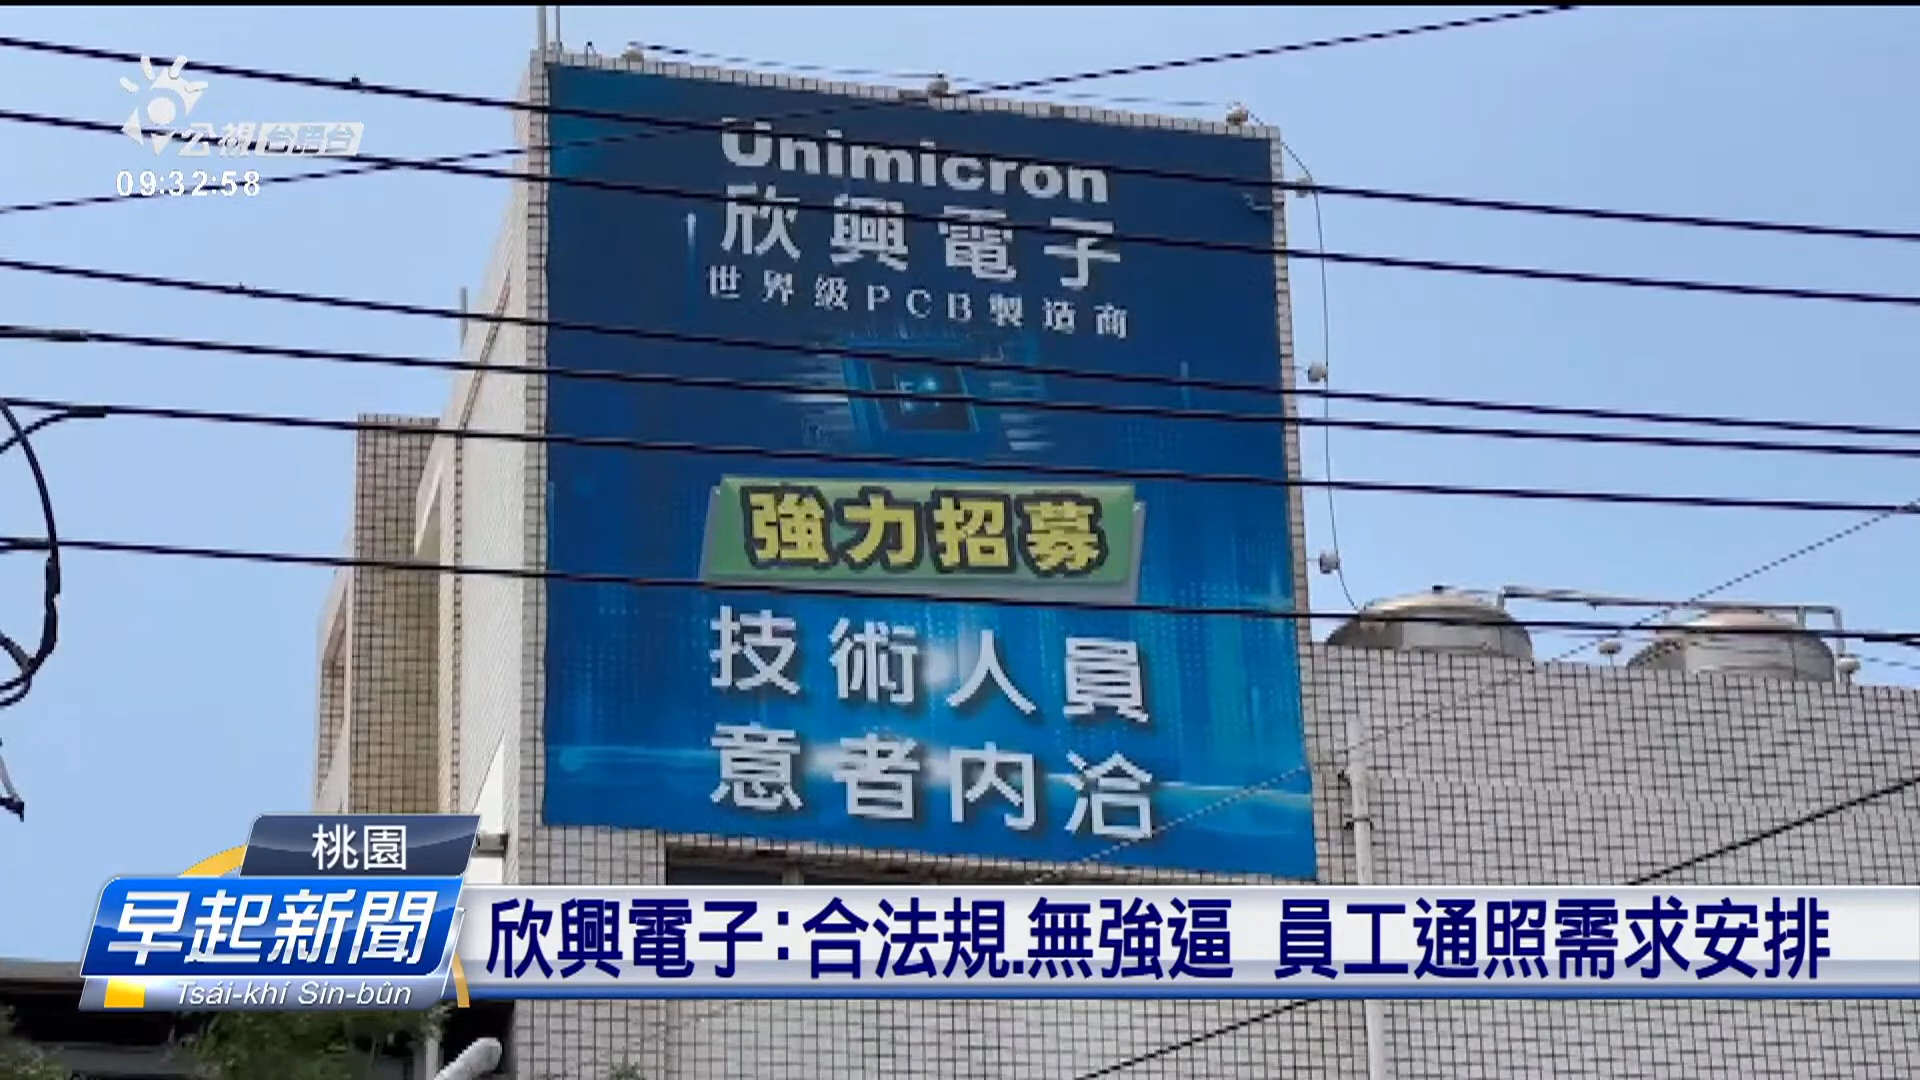 公視台語台
09:32:58
Unimicron
欣興電子
世界級PCB製造商
強力招募
技術人員
意者內洽
桃園
早起新聞
Tsái-khí Sin-bûn
欣興電子:合法規.無強逼 員工通照需求安排